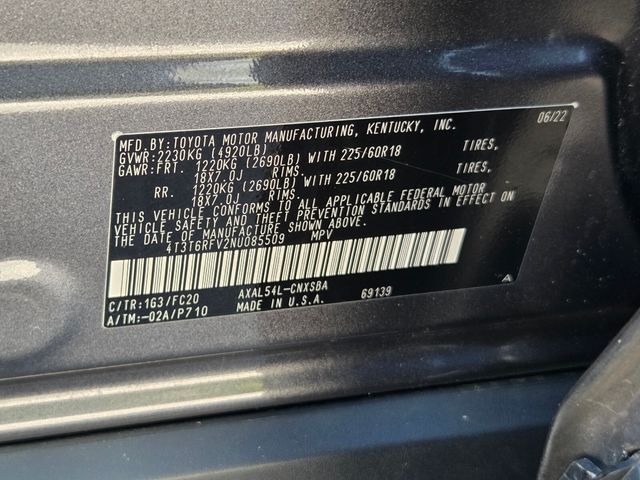 MFD.BY:TOYOTA MOTOR MANUFACTURING, KENTUCKY, INC. 06/22
GVWR:2230KG (4920LB)
GAWR:FRT. 1220KG (2690LB) WITH 225/60R18 TIRES,
18X7.0J RIMS.
RR. 1220KG (2690LB) WITH 225/60R18 TIRES,
18X7.0J RIMS.
THIS VEHICLE CONFORMS TO ALL APPLICABLE FEDERAL MOTOR
VEHICLE SAFETY AND THEFT PREVENTION STANDARDS IN EFFECT ON
THE DATE OF MANUFACTURE SHOWN ABOVE.
4T3T6RFV2NU085509 MPV
C/TR:1G3/FC20 AXAL54L-CNXSBA 69139 A
A/TM:-02A/P710 MADE IN U.S.A.